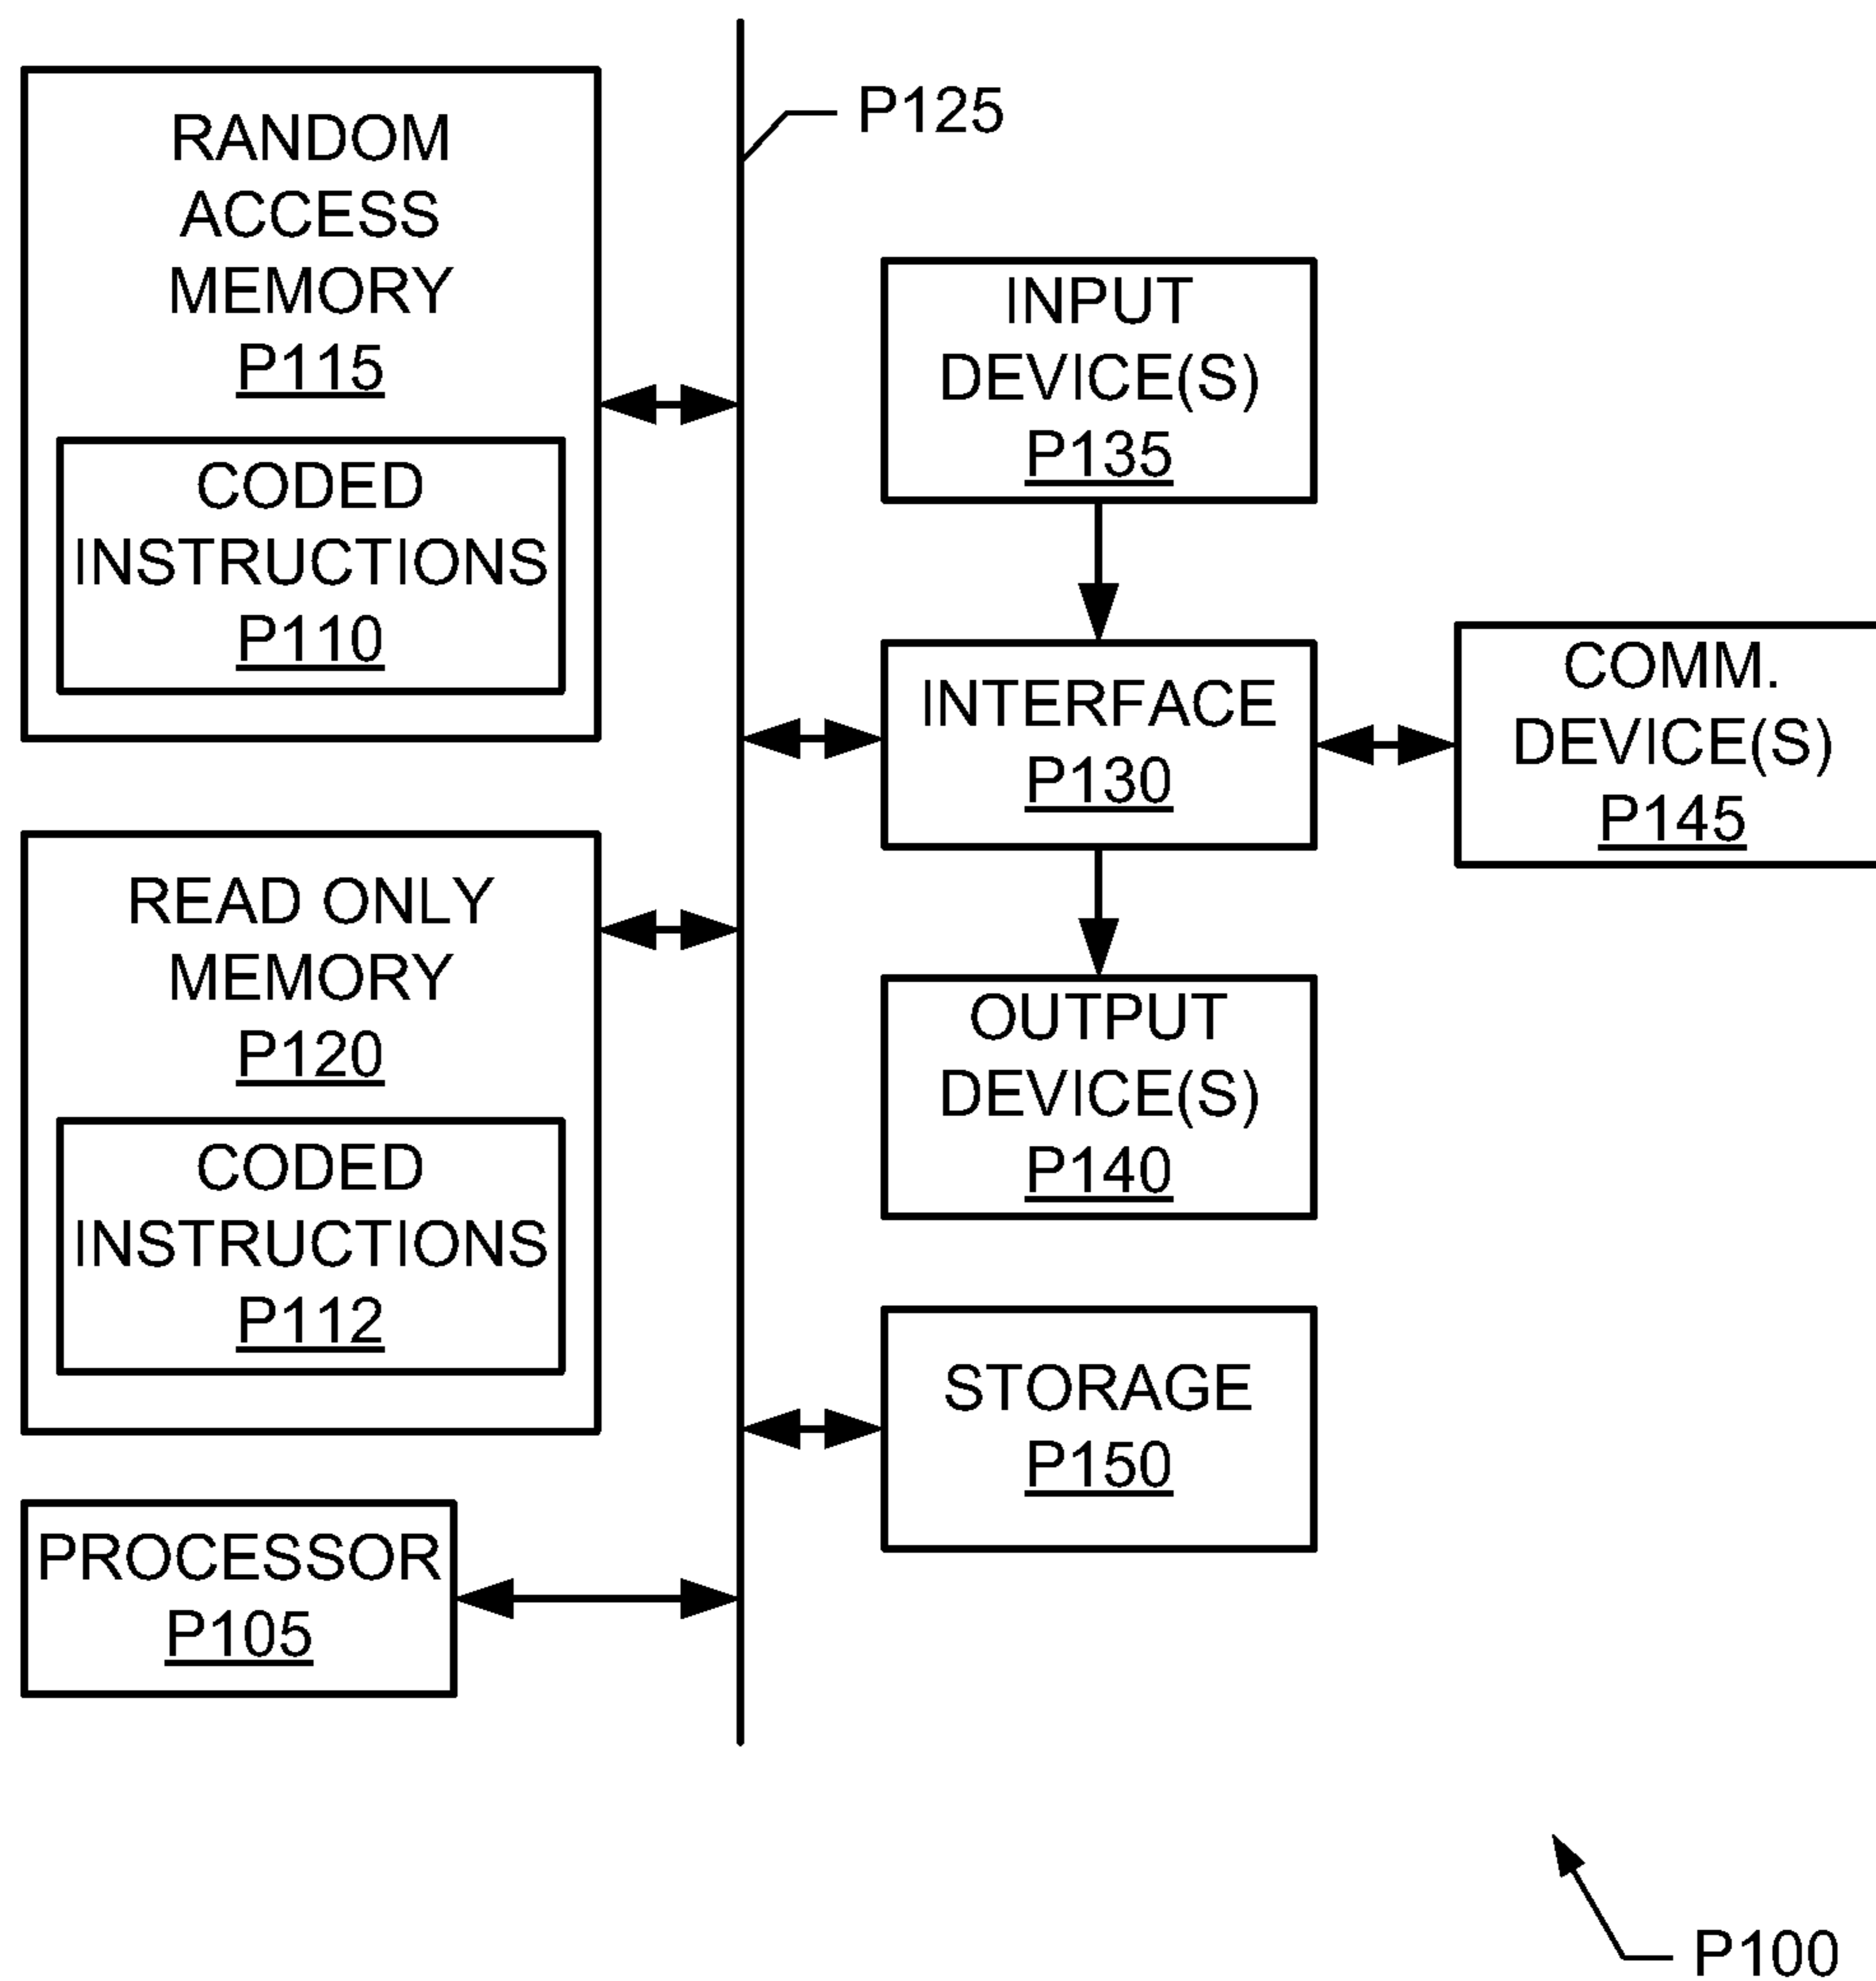 RANDOM
ACCESS
MEMORY
P115
CODED
INSTRUCTIONS
P110
READ ONLY
MEMORY
P120
CODED
INSTRUCTIONS
P112
PROCESSOR
P105
P125
INPUT
DEVICE(S)
P135
INTERFACE
P130
OUTPUT
DEVICE(S)
P140
STORAGE
P150
COMM.
DEVICE(S)
P145
P100